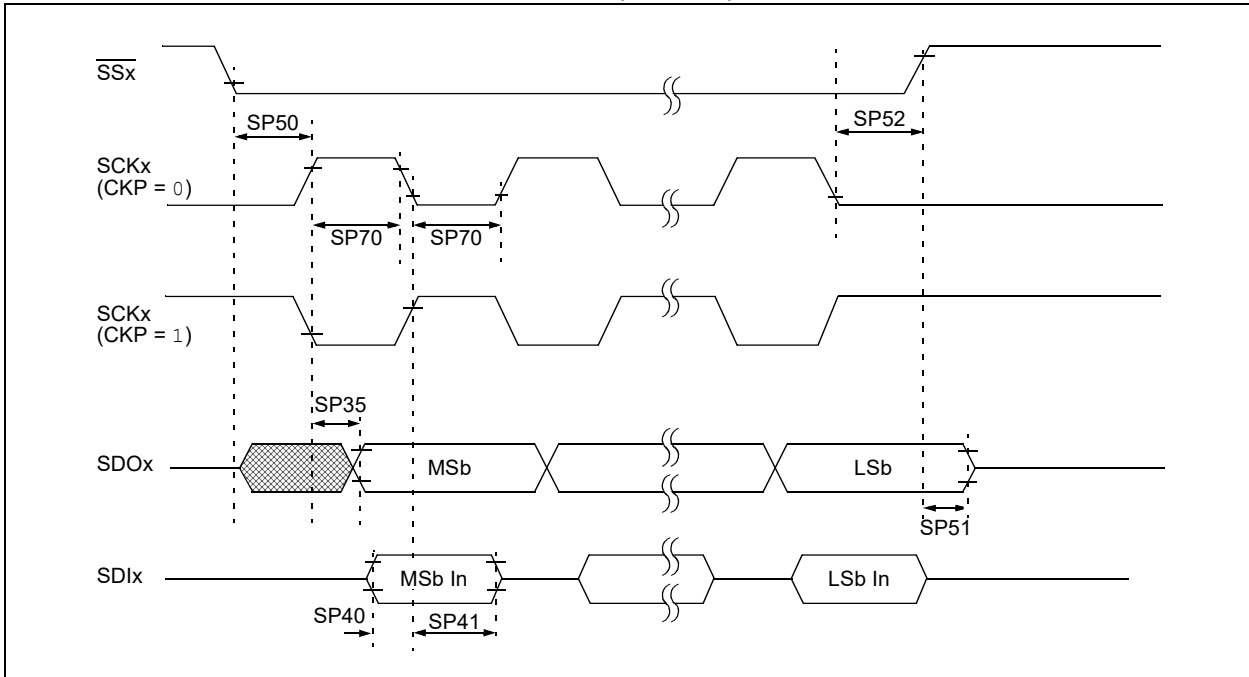 SSx
SP50
SP52
SCKx
(CKP = 0)
SP70 SP70
SCKx
(CKP = 1)
SP35
SDOx MSb LSb
SP51
SDIx MSb In LSb In
SP40 SP41